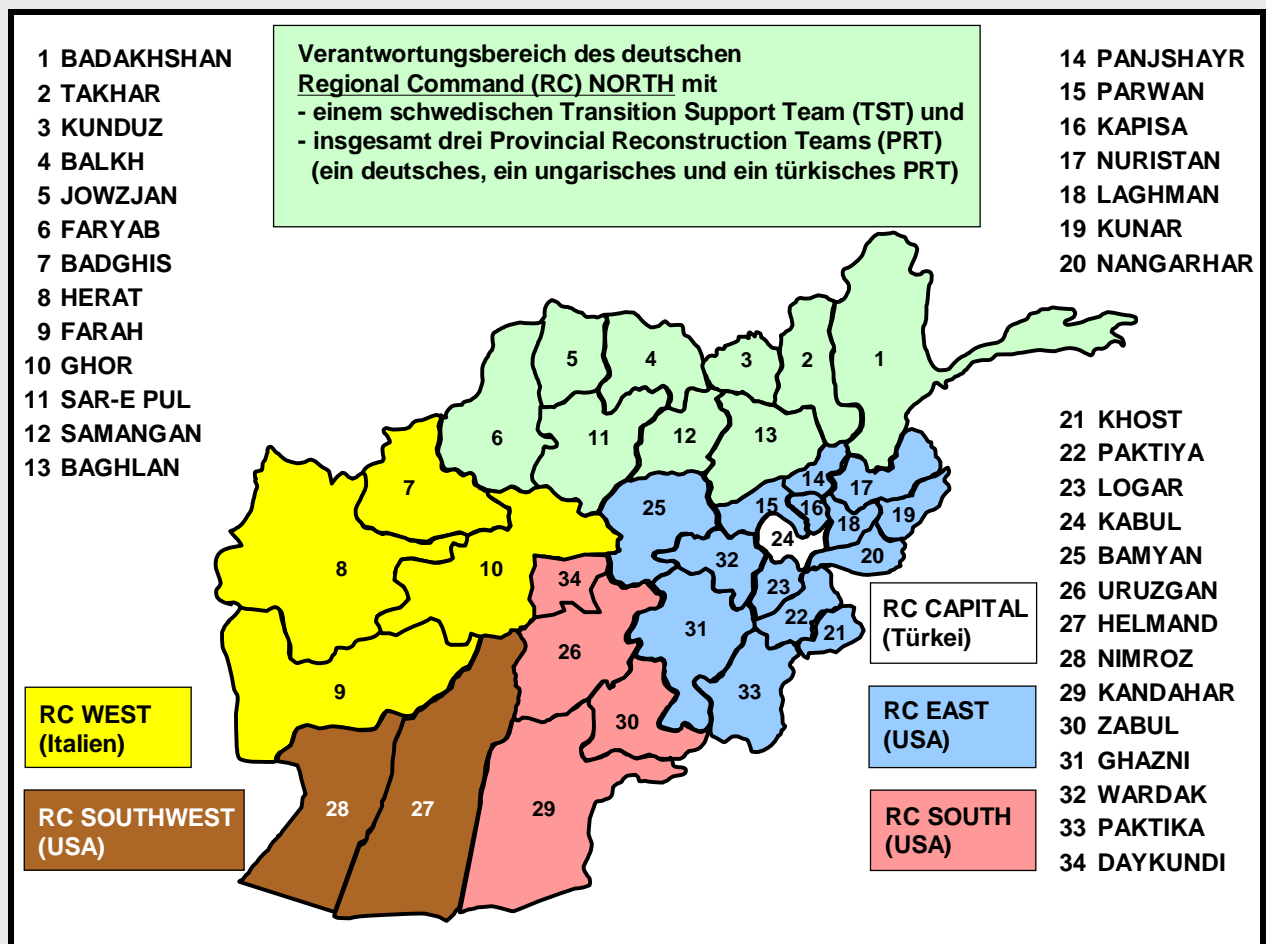 1 BADAKHSHAN
2 TAKHAR
3 KUNDUZ
4 BALKH
5 JOWZJAN
6 FARYAB
7 BADGHIS
8 HERAT
9 FARAH
10 GHOR
11 SAR-E PUL
12 SAMANGAN
13 BAGHLAN
Verantwortungsbereich des deutschen
Regional Command (RC) NORTH mit
- einem schwedischen Transition Support Team (TST) und
- insgesamt drei Provincial Reconstruction Teams (PRT)
(ein deutsches, ein ungarisches und ein türkisches PRT)
14 PANJSHAYR
15 PARWAN
16 KAPISA
17 NURISTAN
18 LAGHMAN
19 KUNAR
20 NANGARHAR
21 KHOST
22 PAKTIYA
23 LOGAR
24 KABUL
25 BAMYAN
26 URUZGAN
27 HELMAND
28 NIMROZ
29 KANDAHAR
30 ZABUL
31 GHAZNI
32 WARDAK
33 PAKTIKA
34 DAYKUNDI
5
4
3
2
1
6
11
12
13
7
14
17
25
15
16
18
19
24
20
8
10
34
32
23
22
21
31
26
9
33
30
28
27
29
RC CAPITAL
(Türkei)
RC WEST
(Italien)
RC EAST
(USA)
RC SOUTHWEST
(USA)
RC SOUTH
(USA)